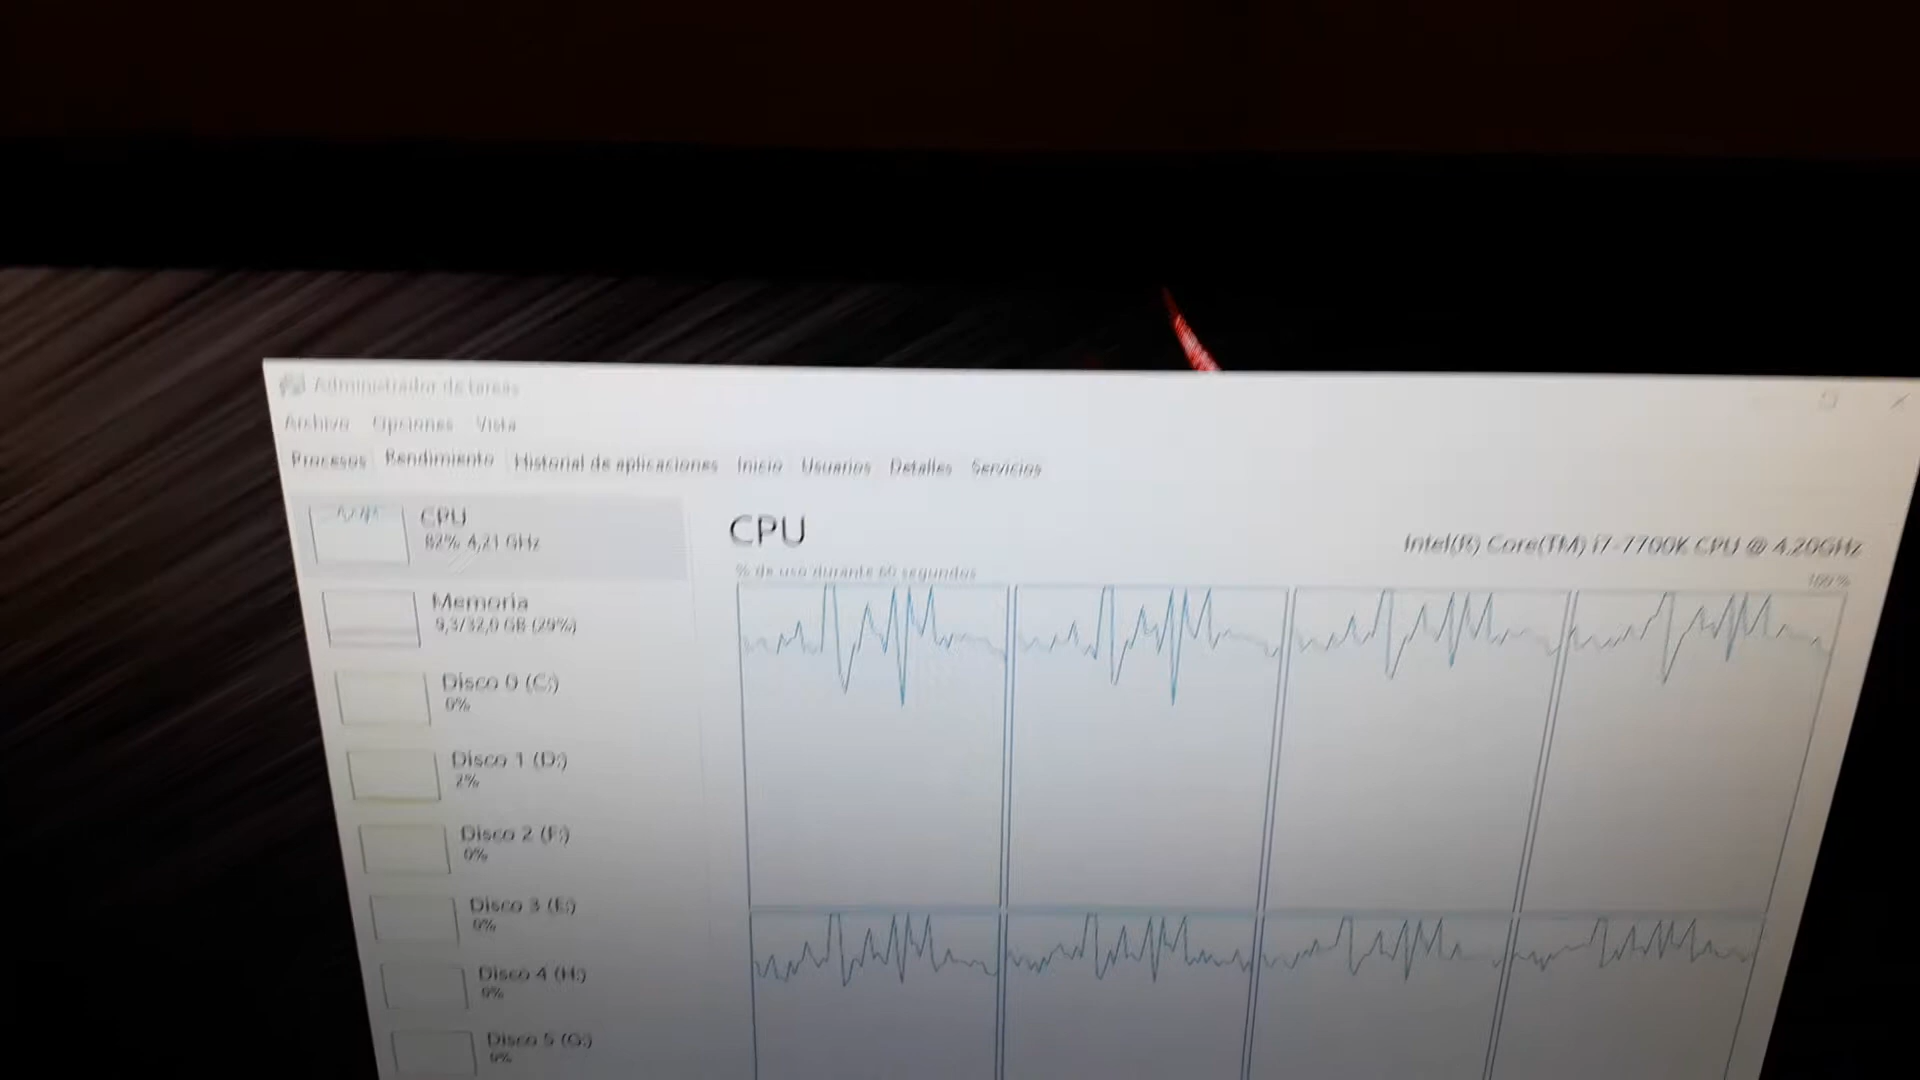 Administrador de tareas
Archivo Opciones Vista
Procesos Rendimiento Historial de aplicaciones Inicio Usuarios Detalles Servicios
CPU
82% 4,21 GHz
Memoria
9,3/32,0 GB (29%)
Disco 0 (C:)
0%
Disco 1 (D:)
2%
Disco 2 (F:)
0%
Disco 3 (E:)
0%
Disco 4 (H:)
0%
Disco 5 (G:)
0%
CPU
Intel(R) Core(TM) i7-7700K CPU @ 4.20GHz
% de uso durante 60 segundos
100 %